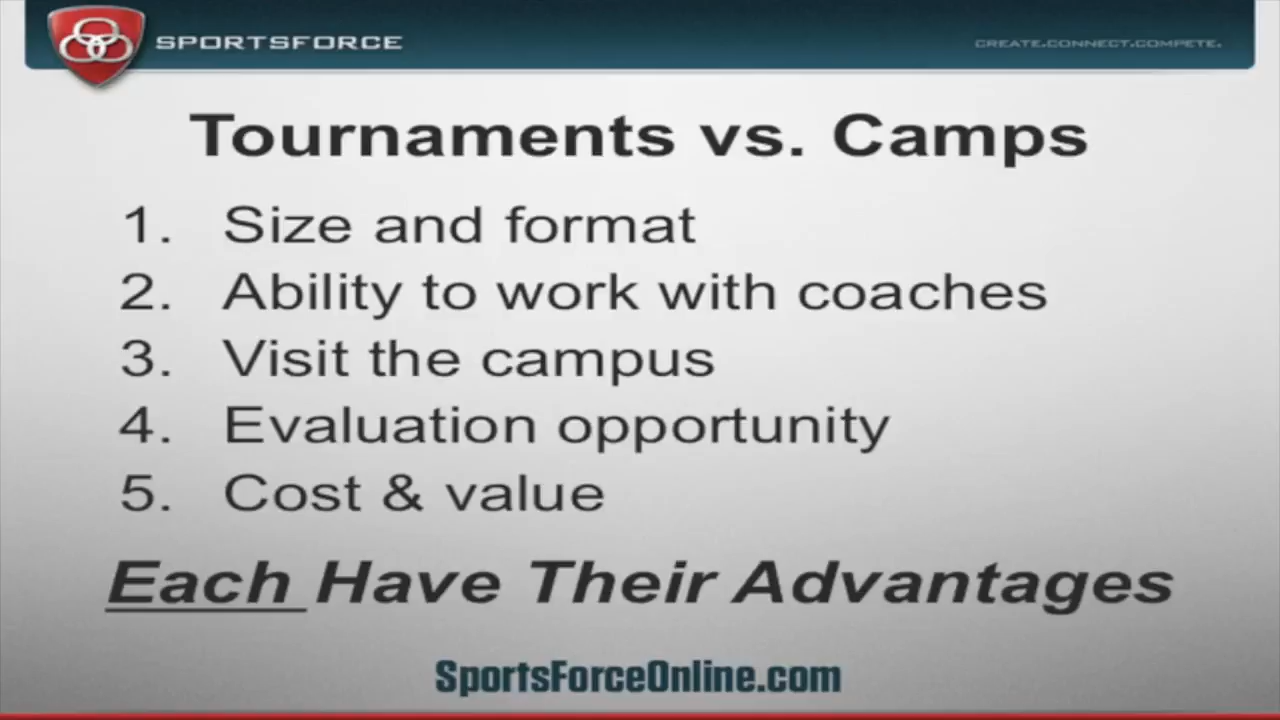 SPORTSFORCE
CREATE.CONNECT.COMPETE.
Tournaments vs. Camps
1. Size and format
2. Ability to work with coaches
3. Visit the campus
4. Evaluation opportunity
5. Cost & value
Each Have Their Advantages
SportsForceOnline.com